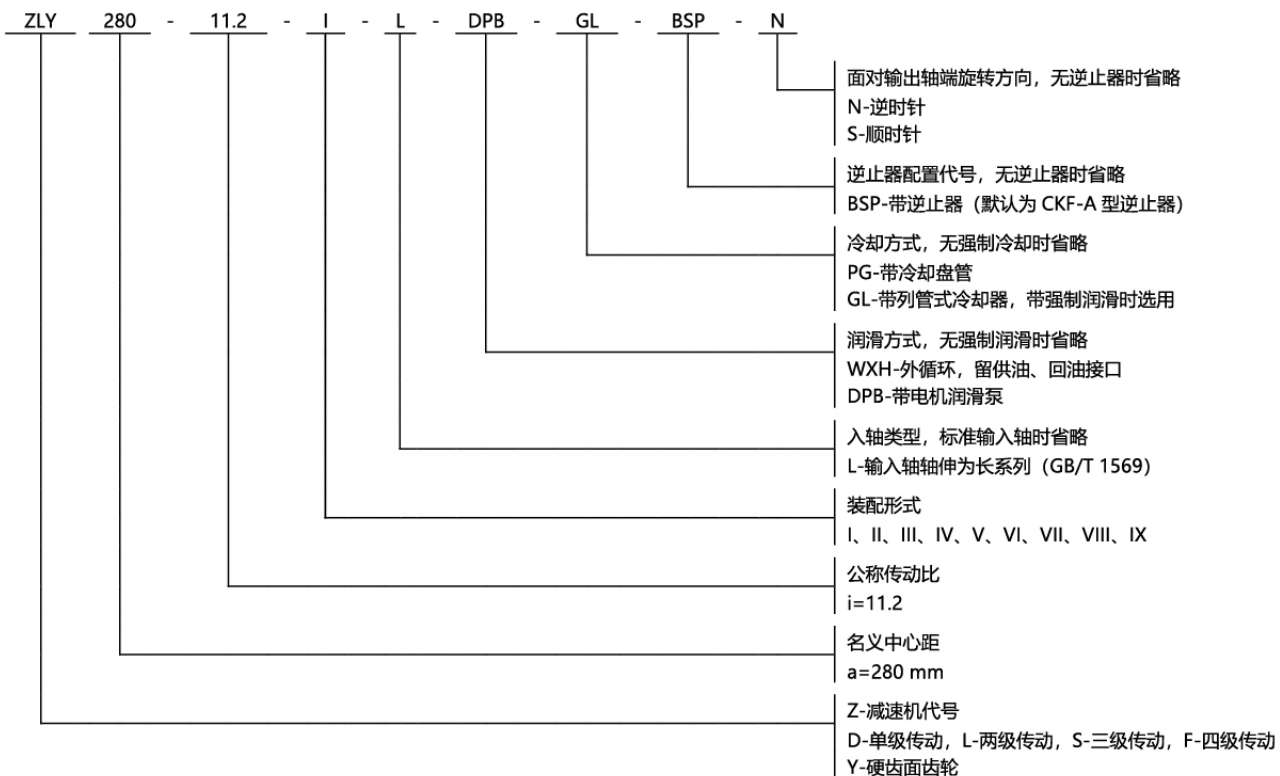 ZLY 280 - 11.2 - I - L - DPB - GL - BSP - N
面对输出轴端旋转方向，无逆止器时省略
N-逆时针
S-顺时针
逆止器配置代号，无逆止器时省略
BSP-带逆止器（默认为 CKF-A 型逆止器）
冷却方式，无强制冷却时省略
PG-带冷却盘管
GL-带列管式冷却器，带强制润滑时选用
润滑方式，无强制润滑时省略
WXH-外循环，留供油、回油接口
DPB-带电机润滑泵
入轴类型，标准输入轴时省略
L-输入轴轴伸为长系列（GB/T 1569）
装配形式
I、II、III、IV、V、VI、VII、VIII、IX
公称传动比
i=11.2
名义中心距
a=280 mm
Z-减速机代号
D-单级传动，L-两级传动，S-三级传动，F-四级传动
Y-硬齿面齿轮